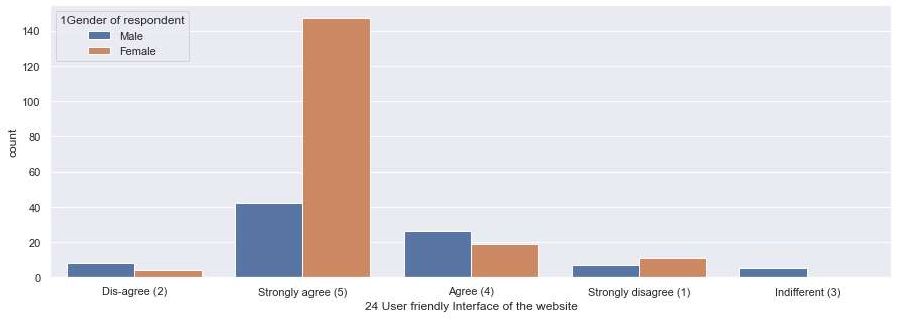 1Gender of respondent
Male
Female
140
120
100
80
60
40
20
0
count
Dis-agree (2)
Strongly agree (5)
Agree (4)
Strongly disagree (1)
Indifferent (3)
24 User friendly Interface of the website